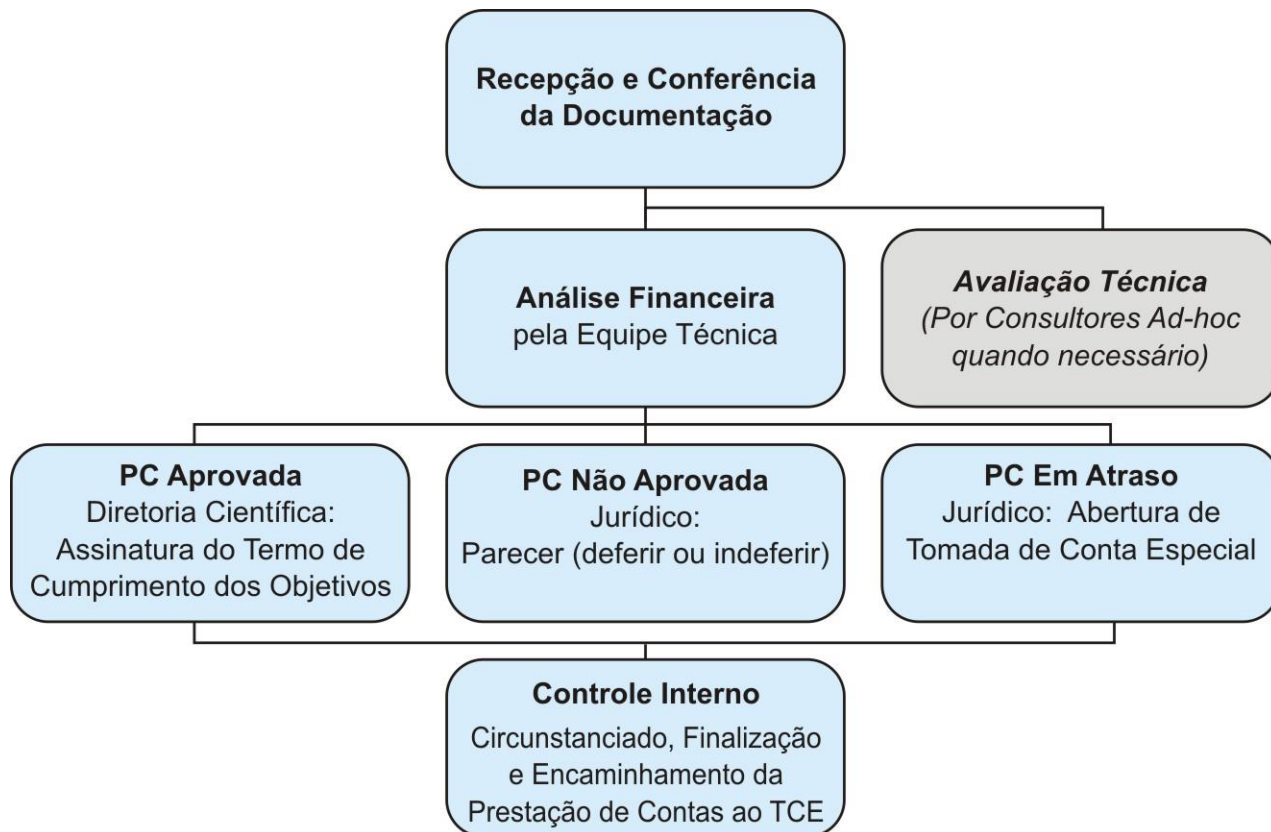 Recepção e Conferência
da Documentação
Análise Financeira
pela Equipe Técnica
Avaliação Técnica
(Por Consultores Ad-hoc
quando necessário)
PC Aprovada
Diretoria Científica:
Assinatura do Termo de
Cumprimento dos Objetivos
PC Não Aprovada
Jurídico:
Parecer (deferir ou indeferir)
PC Em Atraso
Jurídico: Abertura de
Tomada de Conta Especial
Controle Interno
Circunstanciado, Finalização
e Encaminhamento da
Prestação de Contas ao TCE